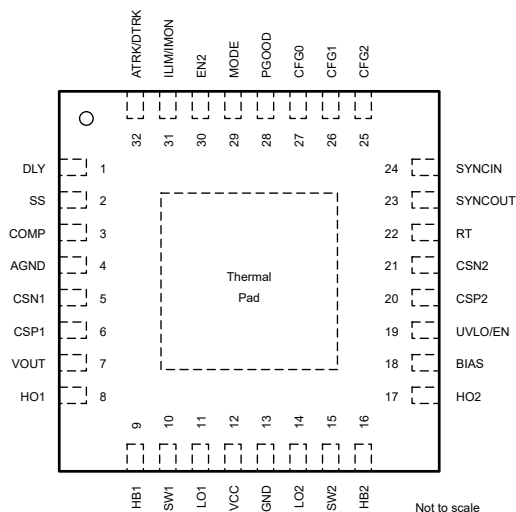 ATRK/DTRK
ILIM/IMON
EN2
MODE
PGOOD
CFG0
CFG1
CFG2
32
31
30
29
28
27
26
25
DLY 1
SS 2
COMP 3
AGND 4
CSN1 5
CSP1 6
VOUT 7
HO1 8
Thermal
Pad
24 SYNCIN
23 SYNCOUT
22 RT
21 CSN2
20 CSP2
19 UVLO/EN
18 BIAS
17 HO2
9
10
11
12
13
14
15
16
HB1
SW1
LO1
VCC
GND
LO2
SW2
HB2
Not to scale